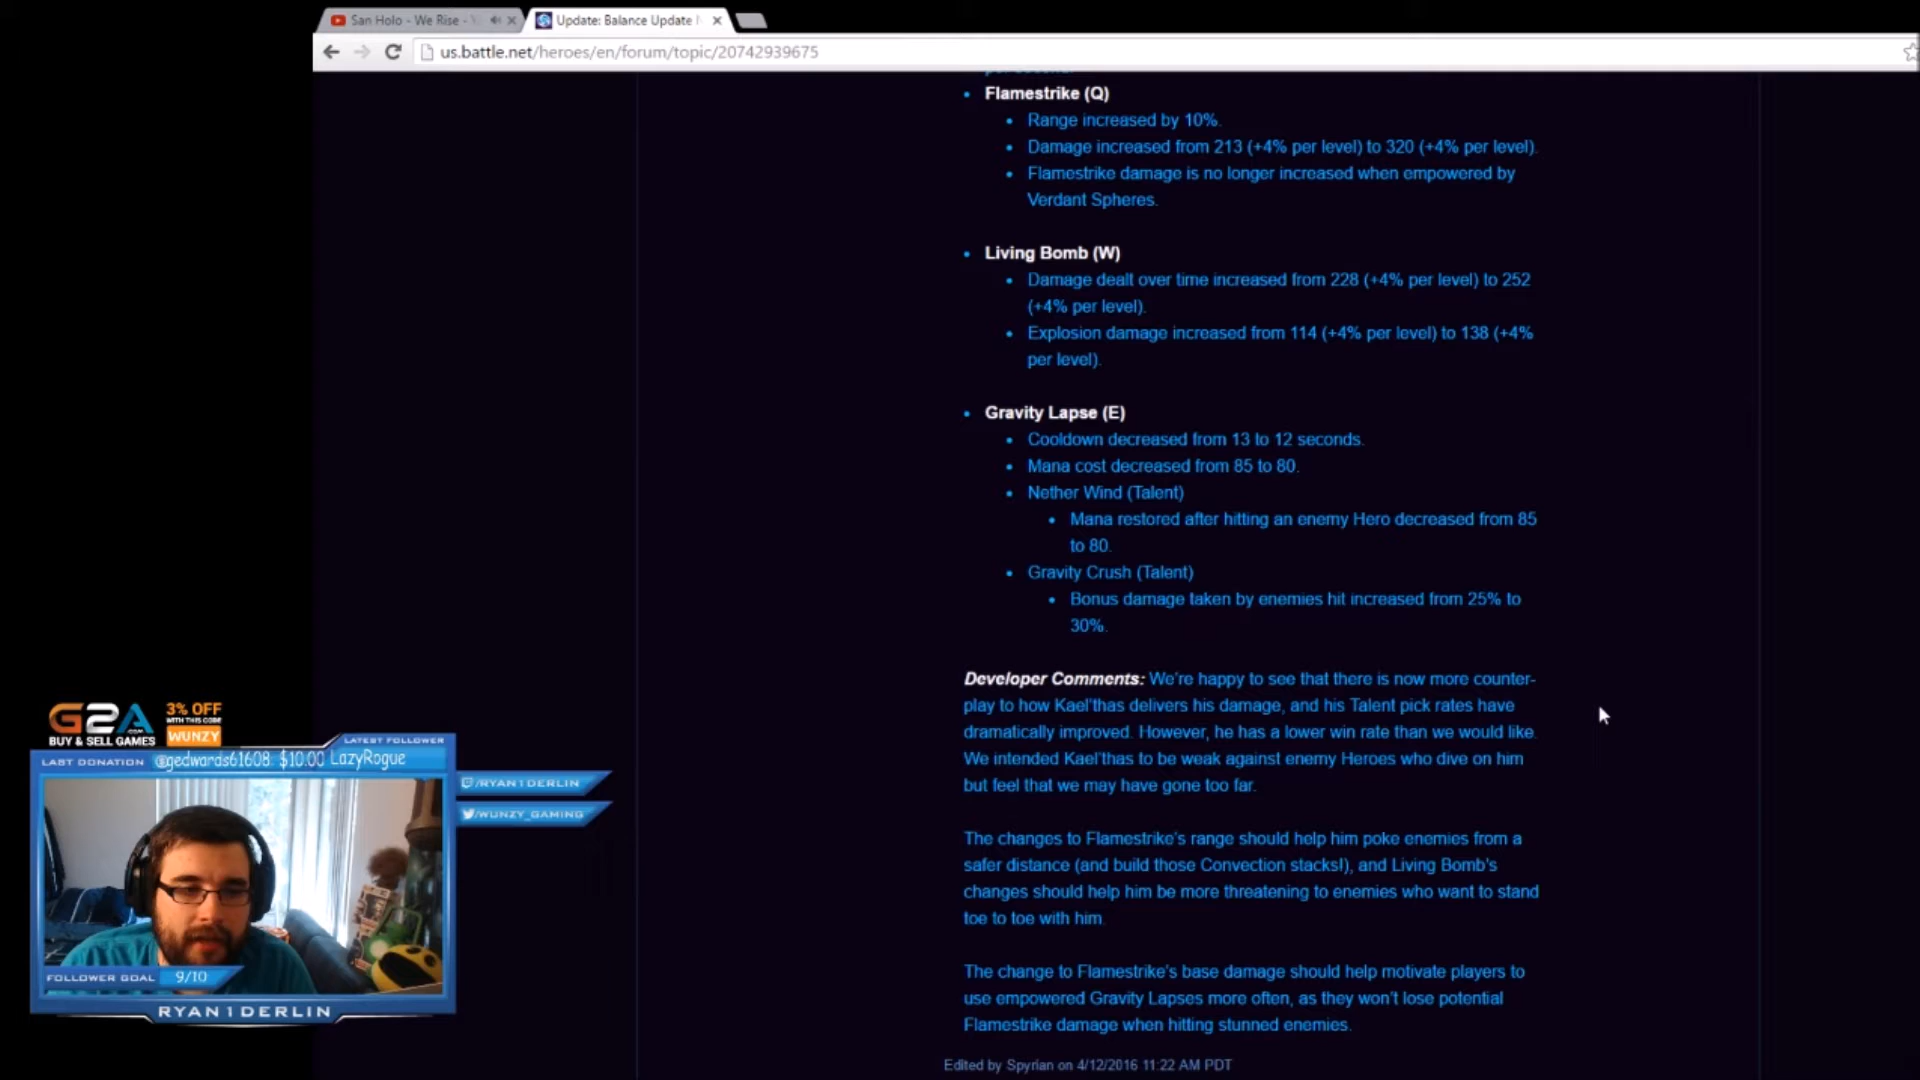 San Holo - We Rise -
Update: Balance Update
us.battle.net/heroes/en/forum/topic/20742939675
per second.
Flamestrike (Q)
Range increased by 10%.
Damage increased from 213 (+4% per level) to 320 (+4% per level).
Flamestrike damage is no longer increased when empowered by
Verdant Spheres.
Living Bomb (W)
Damage dealt over time increased from 228 (+4% per level) to 252
(+4% per level).
Explosion damage increased from 114 (+4% per level) to 138 (+4%
per level).
Gravity Lapse (E)
Cooldown decreased from 13 to 12 seconds.
Mana cost decreased from 85 to 80.
Nether Wind (Talent)
Mana restored after hitting an enemy Hero decreased from 85
to 80.
Gravity Crush (Talent)
Bonus damage taken by enemies hit increased from 25% to
30%.
Developer Comments: We're happy to see that there is now more counter-
play to how Kael'thas delivers his damage, and his Talent pick rates have
dramatically improved. However, he has a lower win rate than we would like.
We intended Kael'thas to be weak against enemy Heroes who dive on him
but feel that we may have gone too far.
The changes to Flamestrike's range should help him poke enemies from a
safer distance (and build those Convection stacks!), and Living Bomb's
changes should help him be more threatening to enemies who want to stand
toe to toe with him.
The change to Flamestrike's base damage should help motivate players to
use empowered Gravity Lapses more often, as they won't lose potential
Flamestrike damage when hitting stunned enemies.
Edited by Spyrian on 4/12/2016 11:22 AM PDT
G2A.COM
BUY & SELL GAMES
3% OFF
WITH THIS CODE
WUNZY
LATEST FOLLOWER
LAST DONATION @gedwards61608: $10.00 LazyRogue
/RYAN1DERLIN
/WUNZY_GAMING
FOLLOWER GOAL 9/10
RYAN1DERLIN